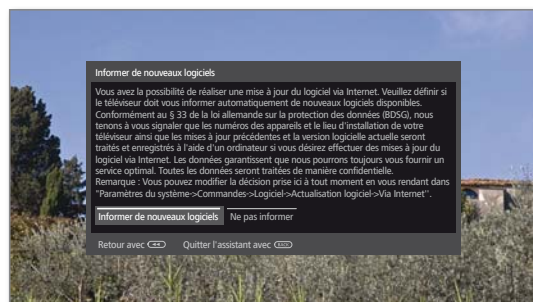 Informer de nouveaux logiciels
Vous avez la possibilité de réaliser une mise à jour du logiciel via Internet. Veuillez définir si
le téléviseur doit vous informer automatiquement de nouveaux logiciels disponibles.
Conformément au § 33 de la loi allemande sur la protection des données (BDSG), nous
tenons à vous signaler que les numéros des appareils et le lieu d'installation de votre
téléviseur ainsi que les mises à jour précédentes et la version logicielle actuelle seront
traités et enregistrés à l'aide d'un ordinateur si vous désirez effectuer des mises à jour du
logiciel via Internet. Les données garantissent que nous pourrons toujours vous fournir un
service optimal. Toutes les données seront traitées de manière confidentielle.
Remarque : Vous pouvez modifier la décision prise ici à tout moment en vous rendant dans
"Paramètres du système->Commandes->Logiciel->Actualisation logiciel->Via Internet".
Informer de nouveaux logiciels Ne pas informer
Retour avec Quitter l'assistant avec